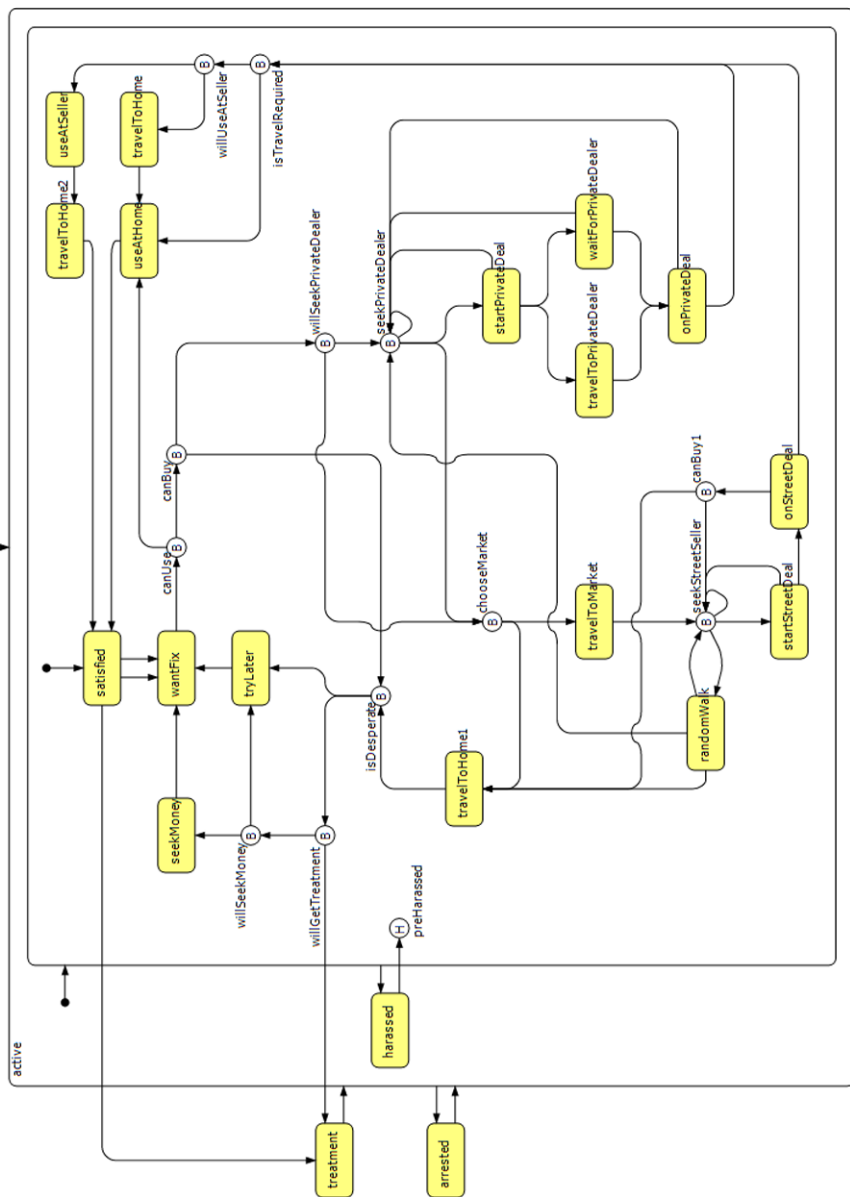 active
treatment
arrested
harassed
preHarassed
seekMoney
willSeekMoney
willGetTreatment
satisfied
wantFix
tryLater
isDesperate
travelToHome1
randomWalk
canUse
canBuy
chooseMarket
travelToMarket
seekStreetSeller
startStreetDeal
canBuy1
onStreetDeal
willSeekPrivateDealer
seekPrivateDealer
startPrivateDeal
travelToPrivateDealer
waitForPrivateDealer
onPrivateDeal
travelToHome2
useAtHome
useAtSeller
travelToHome
willUseAtSeller
isTravelRequired
B
B
B
B
B
B
B
B
B
B
B
B
B
H